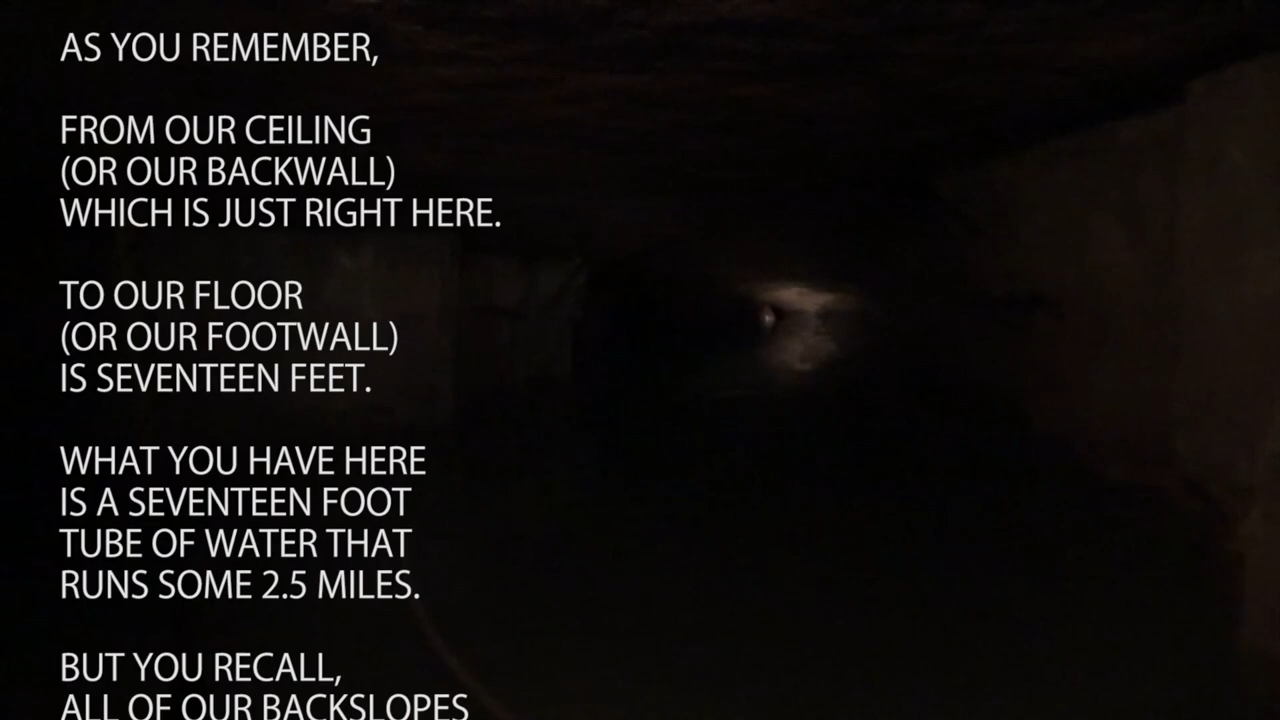 AS YOU REMEMBER,
FROM OUR CEILING
(OR OUR BACKWALL)
WHICH IS JUST RIGHT HERE.
TO OUR FLOOR
(OR OUR FOOTWALL)
IS SEVENTEEN FEET.
WHAT YOU HAVE HERE
IS A SEVENTEEN FOOT
TUBE OF WATER THAT
RUNS SOME 2.5 MILES.
BUT YOU RECALL,
ALL OF OUR BACKSLOPES